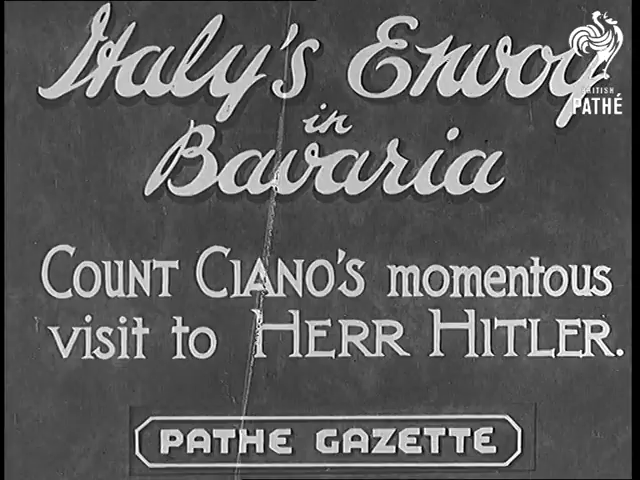 Italy's Envoy
in
Bavaria
COUNT CIANO'S momentous
visit to HERR HITLER.
PATHE GAZETTE
BRITISH
PATHÉ